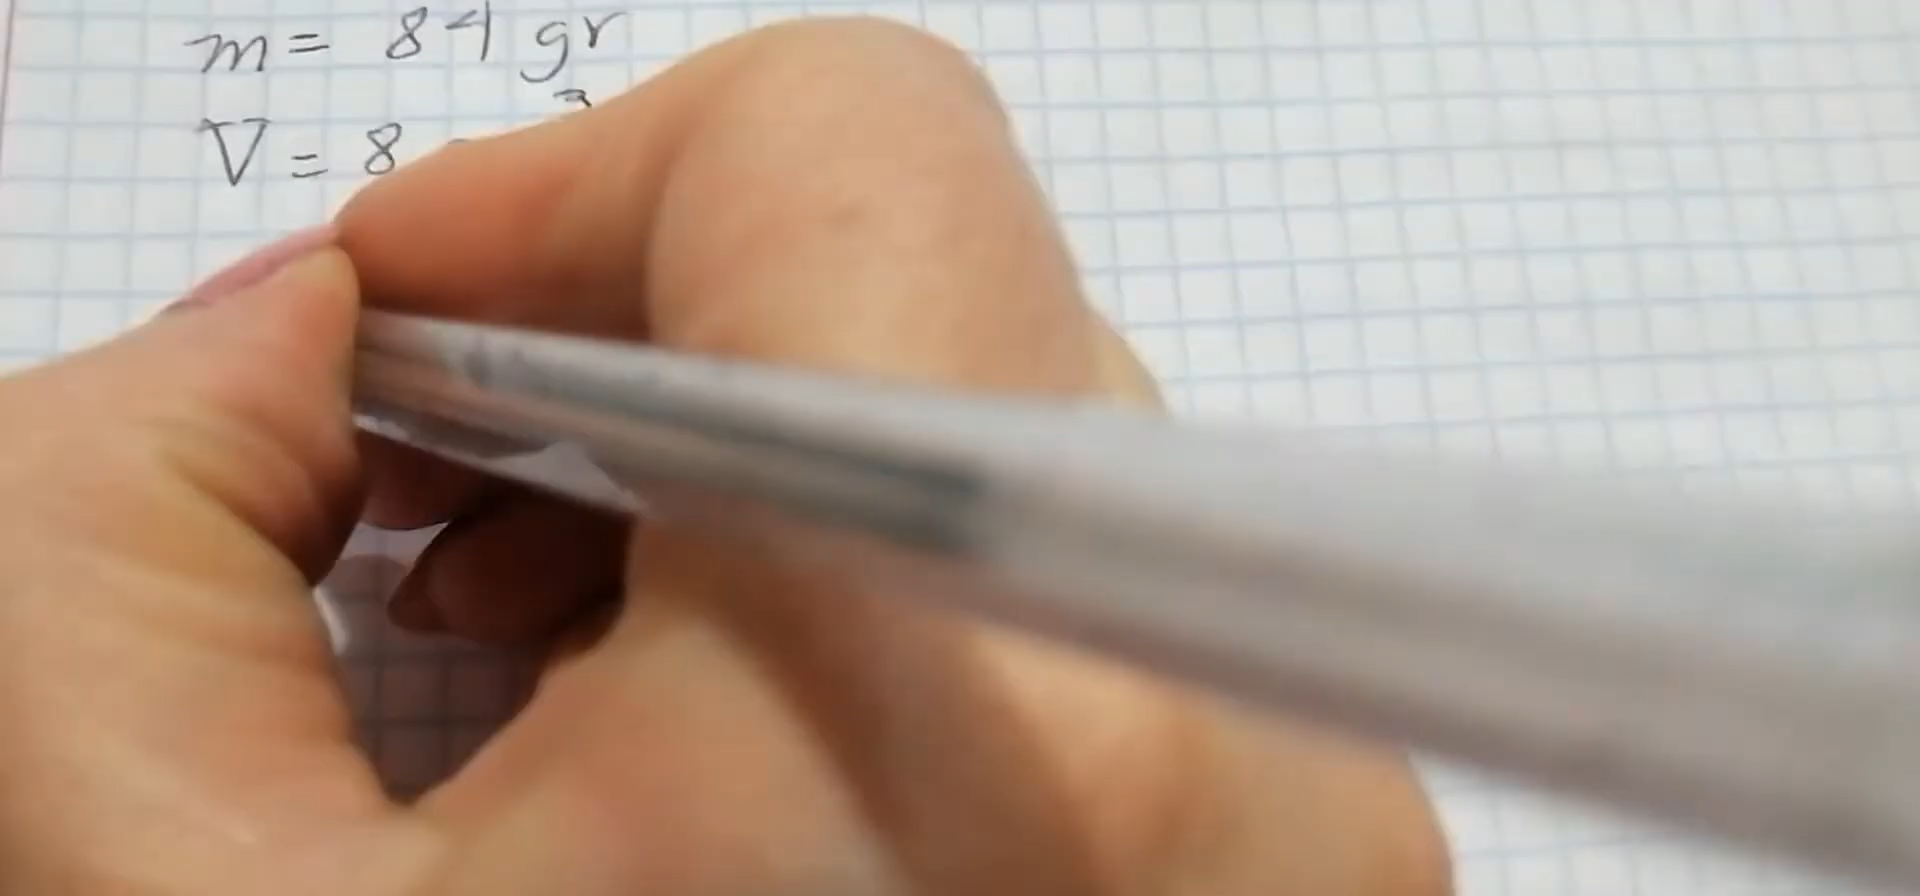 m = 84 gr
V = 8